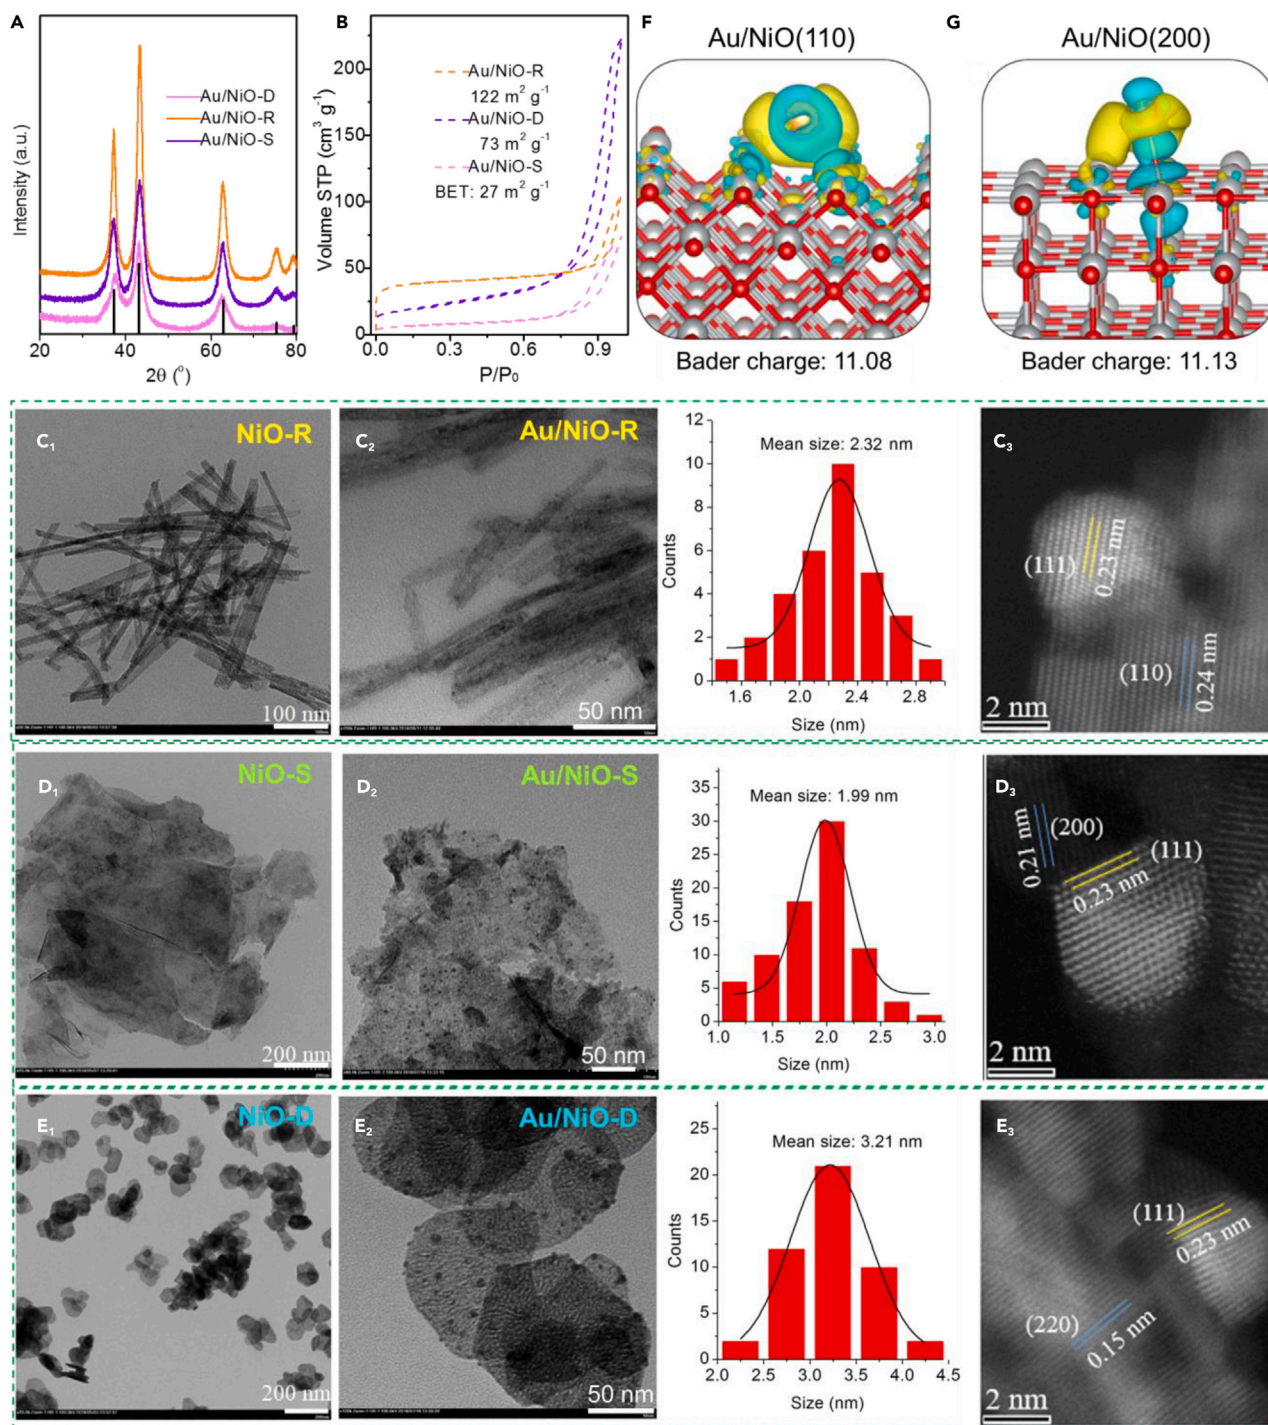 A
Intensity (a.u.)
Au/NiO-D
Au/NiO-R
Au/NiO-S
20
40
60
80
2θ (°)
B
Volume STP (cm³ g⁻¹)
200
150
100
50
0
Au/NiO-R
122 m² g⁻¹
Au/NiO-D
73 m² g⁻¹
Au/NiO-S
BET: 27 m² g⁻¹
0.0
0.3
0.6
0.9
P/P₀
F
Au/NiO(110)
Bader charge: 11.08
G
Au/NiO(200)
Bader charge: 11.13
C₁
NiO-R
100 nm
C₂
Au/NiO-R
50 nm
Mean size: 2.32 nm
Counts
12
10
8
6
4
2
0
1.6
2.0
2.4
2.8
Size (nm)
C₃
(111)
0.23 nm
(110)
0.24 nm
2 nm
D₁
NiO-S
200 nm
D₂
Au/NiO-S
50 nm
Mean size: 1.99 nm
Counts
35
30
25
20
15
10
5
0
1.0
1.5
2.0
2.5
3.0
Size (nm)
D₃
0.21 nm
(200)
(111)
0.23 nm
2 nm
E₁
NiO-D
200 nm
E₂
Au/NiO-D
50 nm
Mean size: 3.21 nm
Counts
25
20
15
10
5
0
2.0
2.5
3.0
3.5
4.0
4.5
Size (nm)
E₃
(111)
0.23 nm
(220)
0.15 nm
2 nm